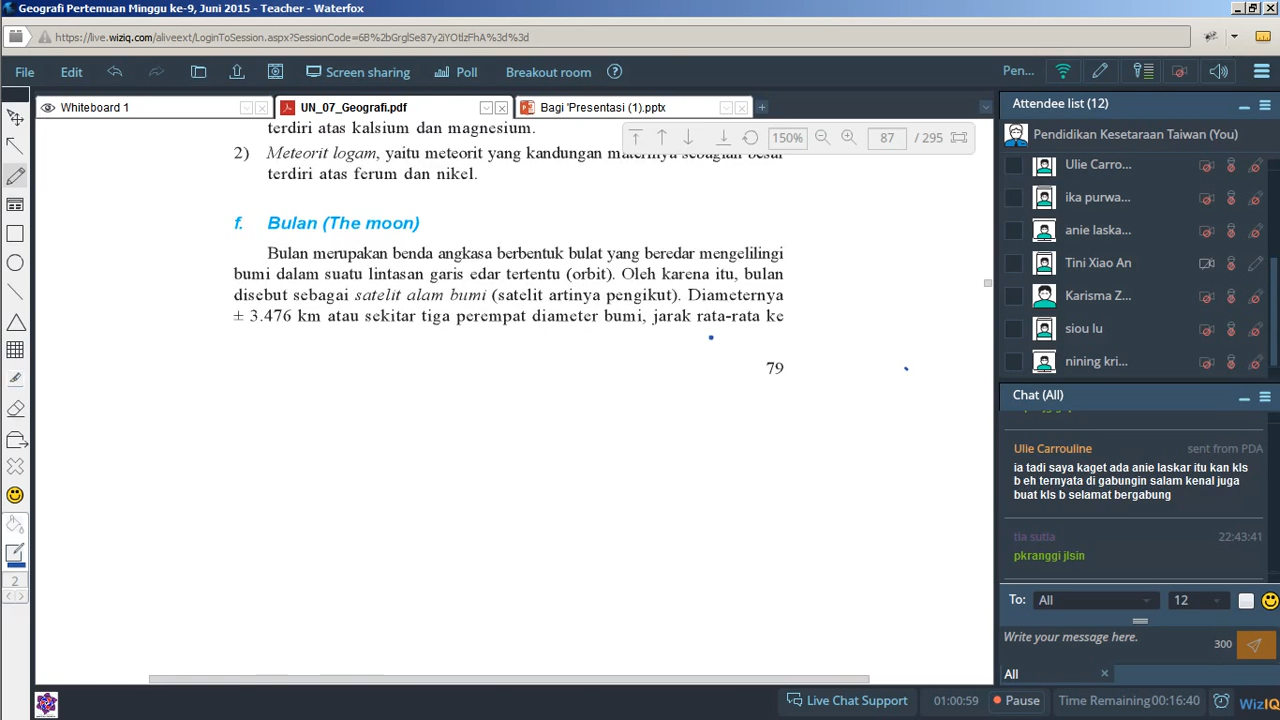 Geografi Pertemuan Minggu ke-9, Juni 2015 - Teacher - Waterfox
https://live.wiziq.com/aliveext/LoginToSession.aspx?SessionCode=6B%2bGrglSe87y2iYOtlzFhA%3d%3d
File Edit Screen sharing Poll Breakout room Pen...
Whiteboard 1 UN_07_Geografi.pdf Bagi 'Presentasi (1).pptx
150% 87 / 295
terdiri atas kalsium dan magnesium.
2) Meteorit logam, yaitu meteorit yang kandungan materinya sebagian besar
terdiri atas ferum dan nikel.
f. Bulan (The moon)
Bulan merupakan benda angkasa berbentuk bulat yang beredar mengelilingi
bumi dalam suatu lintasan garis edar tertentu (orbit). Oleh karena itu, bulan
disebut sebagai satelit alam bumi (satelit artinya pengikut). Diameternya
± 3.476 km atau sekitar tiga perempat diameter bumi, jarak rata-rata ke
79
2
Attendee list (12)
Pendidikan Kesetaraan Taiwan (You)
Ulie Carro...
ika purwa...
anie laska...
Tini Xiao An
Karisma Z...
siou lu
nining kri...
Chat (All)
Ulie Carrouline sent from PDA
ia tadi saya kaget ada anie laskar itu kan kls
b eh ternyata di gabungin salam kenal juga
buat kls b selamat bergabung
tia sutia 22:43:41
pkranggi jlsin
To: All 12
Write your message here. 300
All
Live Chat Support 01:00:59 Pause Time Remaining 00:16:40 WizIQ